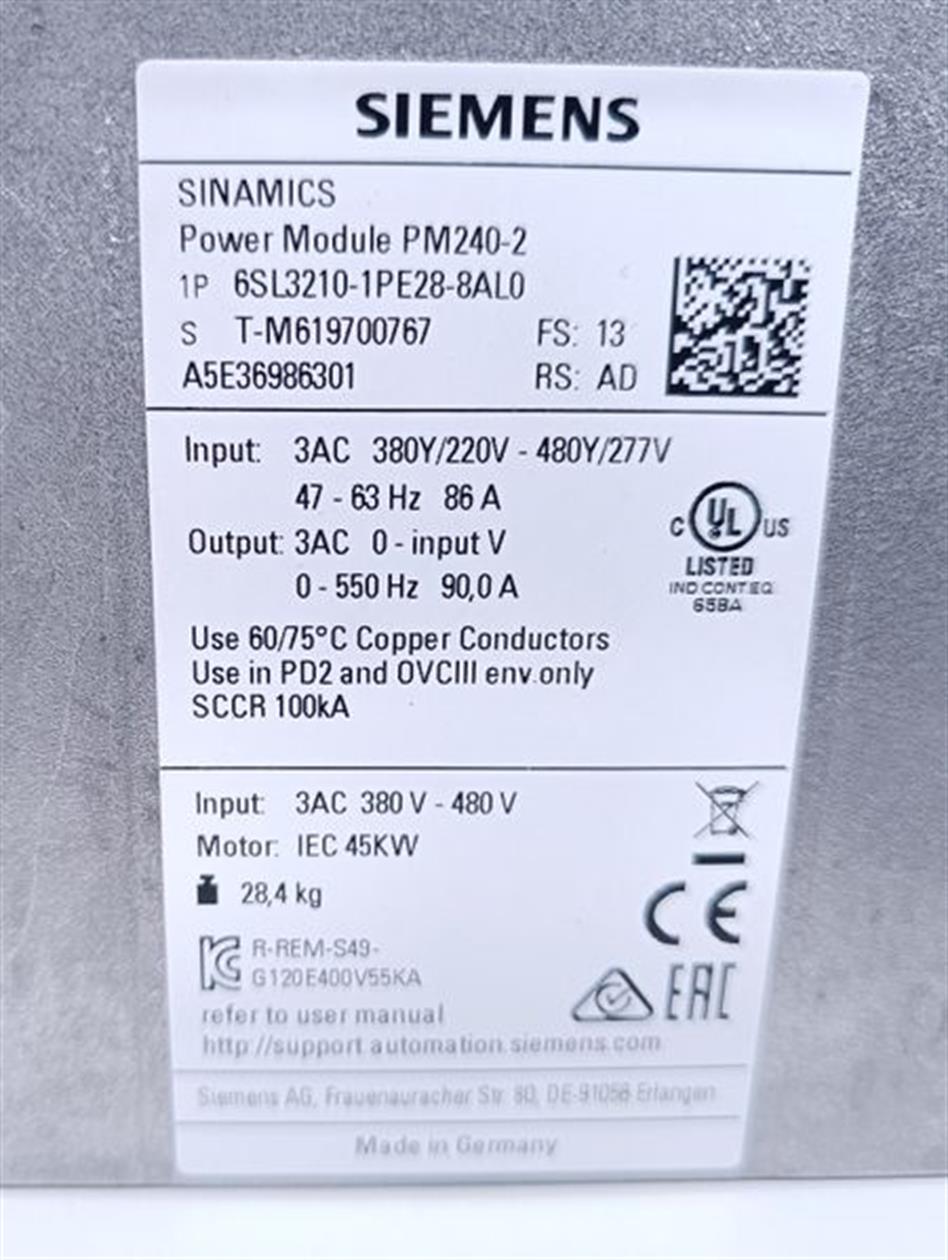 SIEMENS
SINAMICS
Power Module PM240-2
1P 6SL3210-1PE28-8AL0
S T-M619700767 FS: 13
A5E36986301 RS: AD
Input: 3AC 380Y/220V - 480Y/277V
47 - 63 Hz 86 A
Output: 3AC 0 - input V
0 - 550 Hz 90,0 A
C UL US
LISTED
IND CONT EQ
65BA
Use 60/75°C Copper Conductors
Use in PD2 and OVCIII env.only
SCCR 100kA
Input: 3AC 380 V - 480 V
Motor: IEC 45KW
28,4 kg
CE
R-REM-S49-
G120E400V55KA
EAC
refer to user manual
http://support.automation.siemens.com
Siemens AG, Frauenauracher Str. 80, DE-91056 Erlangen
Made in Germany